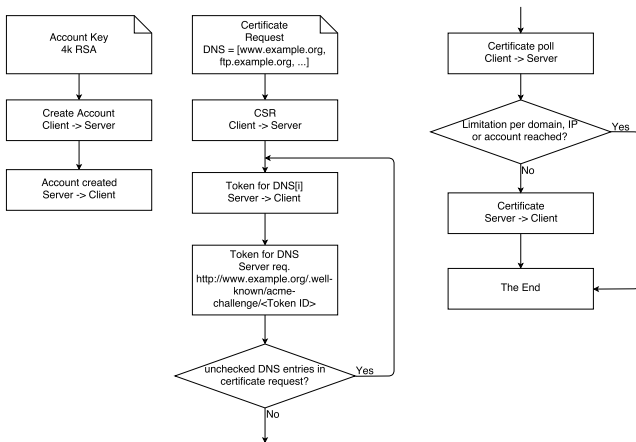 Account Key
4k RSA
Create Account
Client -> Server
Account created
Server -> Client
Certificate
Request
DNS = [www.example.org,
ftp.example.org, ...]
CSR
Client -> Server
Token for DNS[i]
Server -> Client
Token for DNS
Server req.
http://www.example.org/.well-
known/acme-
challenge/<Token ID>
unchecked DNS entries in
certificate request?
Yes
No
Certificate poll
Client -> Server
Limitation per domain, IP
or account reached?
Yes
No
Certificate
Server -> Client
The End